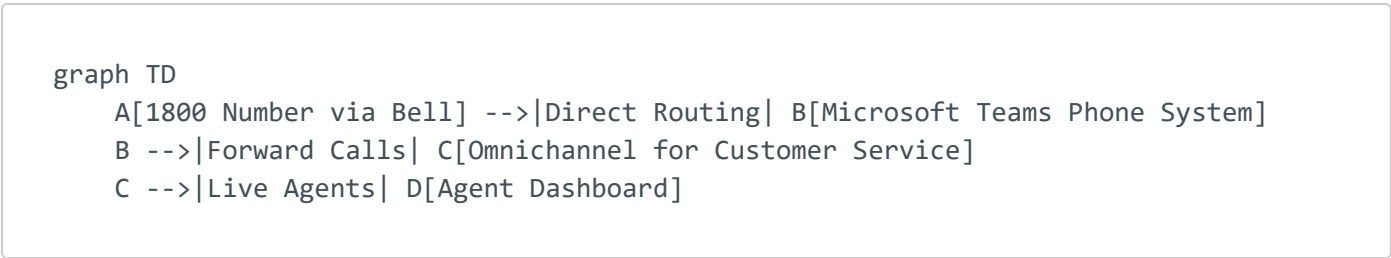 graph TD
    A[1800 Number via Bell] -->|Direct Routing| B[Microsoft Teams Phone System]
    B -->|Forward Calls| C[Omnichannel for Customer Service]
    C -->|Live Agents| D[Agent Dashboard]